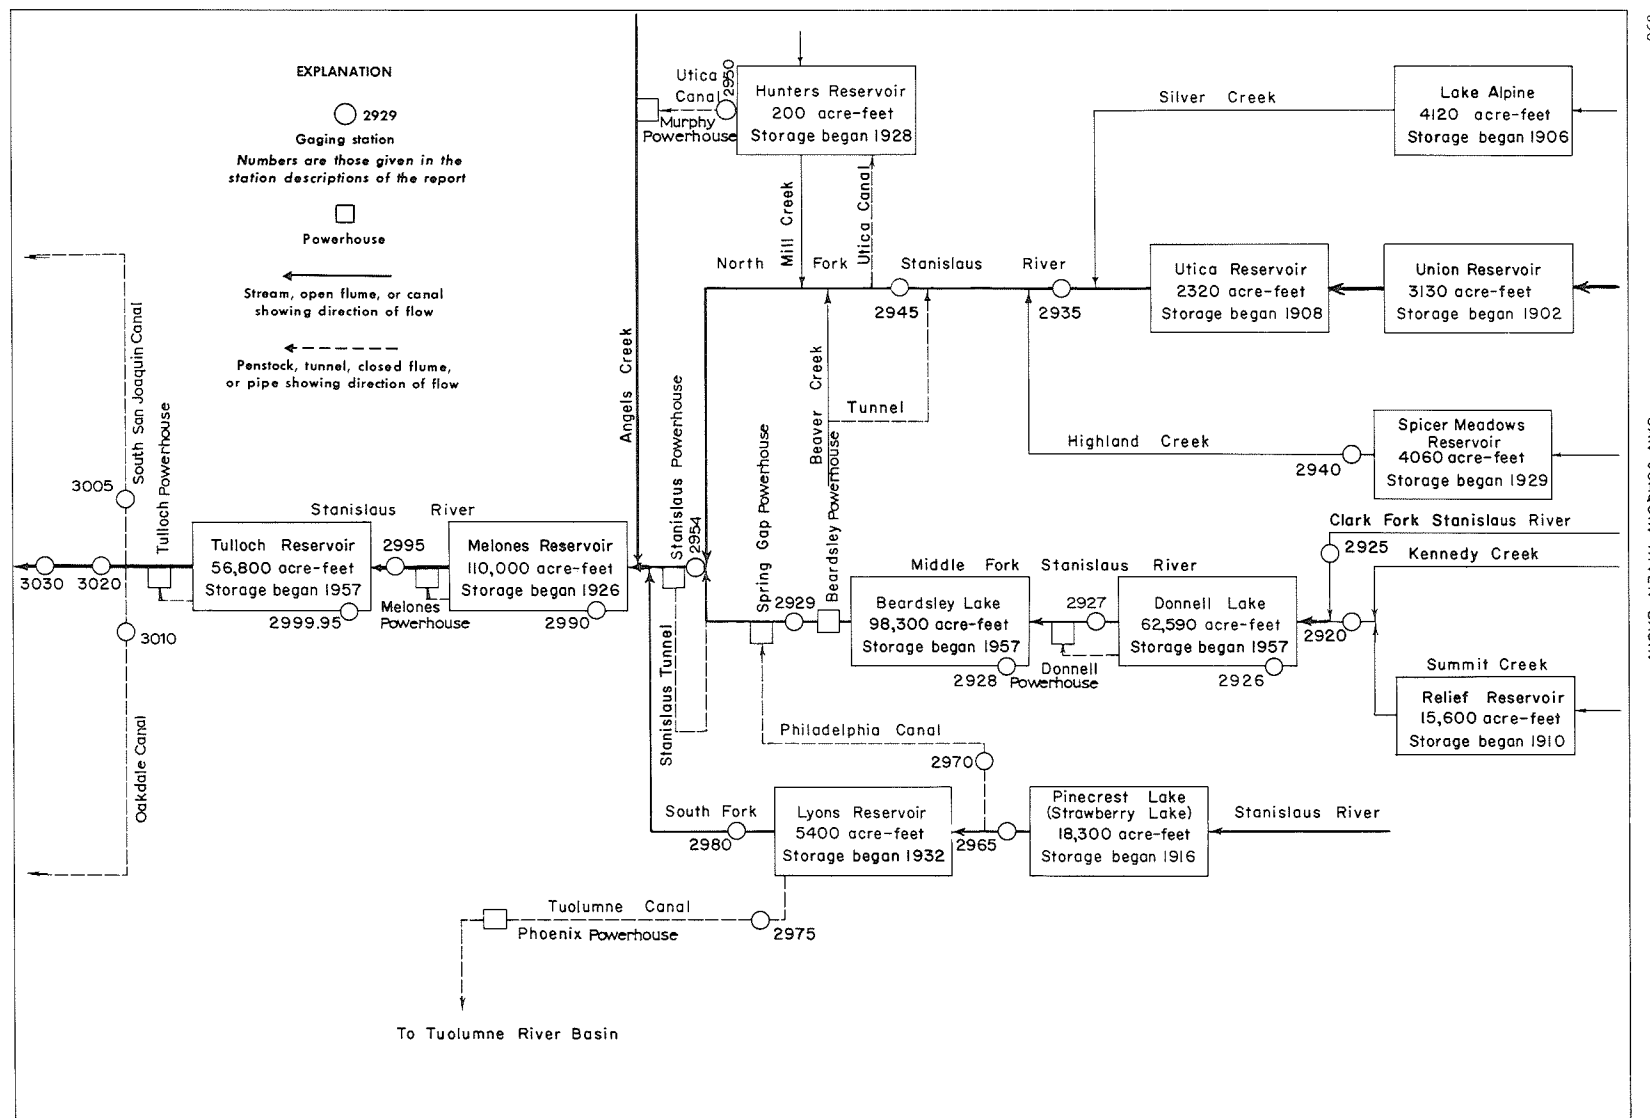 EXPLANATION
2929
Gaging station
Numbers are those given in the
station descriptions of the report
Powerhouse
Stream, open flume, or canal
showing direction of flow
Penstock, tunnel, closed flume,
or pipe showing direction of flow
Utica
Canal
2950
Murphy
Powerhouse
Hunters Reservoir
200 acre-feet
Storage began 1928
Silver Creek
Lake Alpine
4120 acre-feet
Storage began 1906
Mill Creek
Utica Canal
North Fork Stanislaus River
2945
2935
Utica Reservoir
2320 acre-feet
Storage began 1908
Union Reservoir
3130 acre-feet
Storage began 1902
Angels Creek
Beaver Creek
Tunnel
Highland Creek
2940
Spicer Meadows
Reservoir
4060 acre-feet
Storage began 1929
South San Joaquin Canal
3005
Tulloch Powerhouse
Stanislaus River
Tulloch Reservoir
56,800 acre-feet
Storage began 1957
2999.95
2995
Melones
Powerhouse
Melones Reservoir
110,000 acre-feet
Storage began 1926
2990
3030
3020
3010
Oakdale Canal
Stanislaus Powerhouse
2954
Stanislaus Tunnel
Spring Gap Powerhouse
2929
Beardsley Powerhouse
Middle Fork Stanislaus River
Beardsley Lake
98,300 acre-feet
Storage began 1957
2928
2927
Donnell
Powerhouse
Donnell Lake
62,590 acre-feet
Storage began 1957
2926
Clark Fork Stanislaus River
2925
Kennedy Creek
2920
Summit Creek
Relief Reservoir
15,600 acre-feet
Storage began 1910
Philadelphia Canal
2970
South Fork
2980
Lyons Reservoir
5400 acre-feet
Storage began 1932
2965
Pinecrest Lake
(Strawberry Lake)
18,300 acre-feet
Storage began 1916
Stanislaus River
Tuolumne Canal
Phoenix Powerhouse
2975
To Tuolumne River Basin